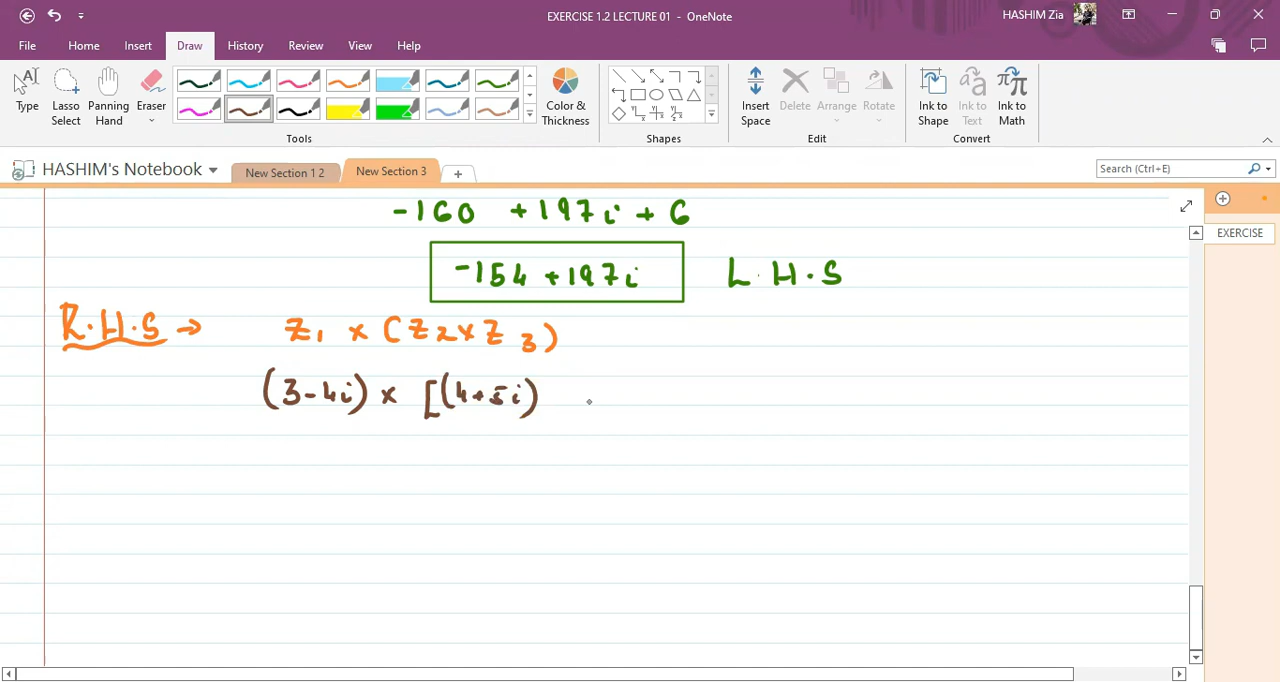 EXERCISE 1.2 LECTURE 01 - OneNote
HASHIM Zia
File Home Insert Draw History Review View Help
Type
Lasso Select
Panning Hand
Eraser
Color & Thickness
Insert Space
Delete
Arrange
Rotate
Ink to Shape
Ink to Text
Ink to Math
Tools
Shapes
Edit
Convert
HASHIM's Notebook
New Section 1 2
New Section 3
Search (Ctrl+E)
EXERCISE
-160 +197i + 6
-154 +197i L.H.S
R.H.S → z1 × (z2 × z3)
(3-4i) × [(4+5i)